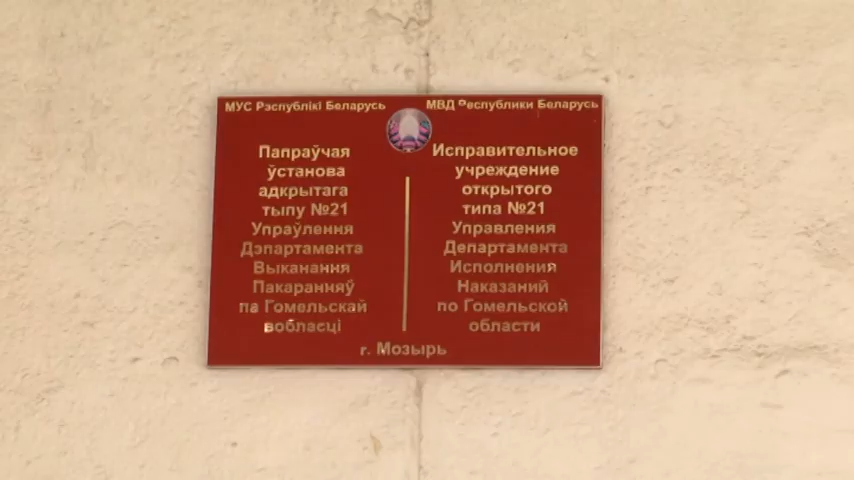 МУС Рэспублікі Беларусь
Папраўчая
ўстанова
адкрытага
тыпу №21
Упраўлення
Дэпартамента
Выканання
Пакаранняў
па Гомельскай
вобласці
МВД Республики Беларусь
Исправительное
учреждение
открытого
типа №21
Управления
Департамента
Исполнения
Наказаний
по Гомельской
области
г. Мозырь